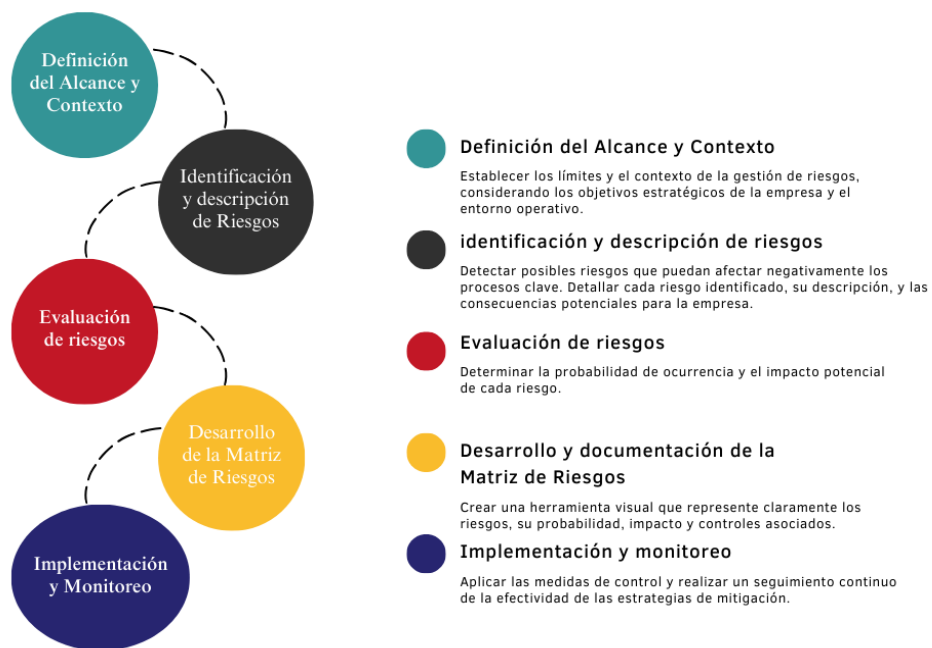 Definición
del Alcance y
Contexto
Identificación
y descripción
de Riesgos
Evaluación
de riesgos
Desarrollo
de la Matriz
de Riesgos
Implementación
y Monitoreo
Definición del Alcance y Contexto
Establecer los límites y el contexto de la gestión de riesgos,
considerando los objetivos estratégicos de la empresa y el
entorno operativo.
identificación y descripción de riesgos
Detectar posibles riesgos que puedan afectar negativamente los
procesos clave. Detallar cada riesgo identificado, su descripción, y las
consecuencias potenciales para la empresa.
Evaluación de riesgos
Determinar la probabilidad de ocurrencia y el impacto potencial
de cada riesgo.
Desarrollo y documentación de la
Matriz de Riesgos
Crear una herramienta visual que represente claramente los
riesgos, su probabilidad, impacto y controles asociados.
Implementación y monitoreo
Aplicar las medidas de control y realizar un seguimiento continuo
de la efectividad de las estrategias de mitigación.